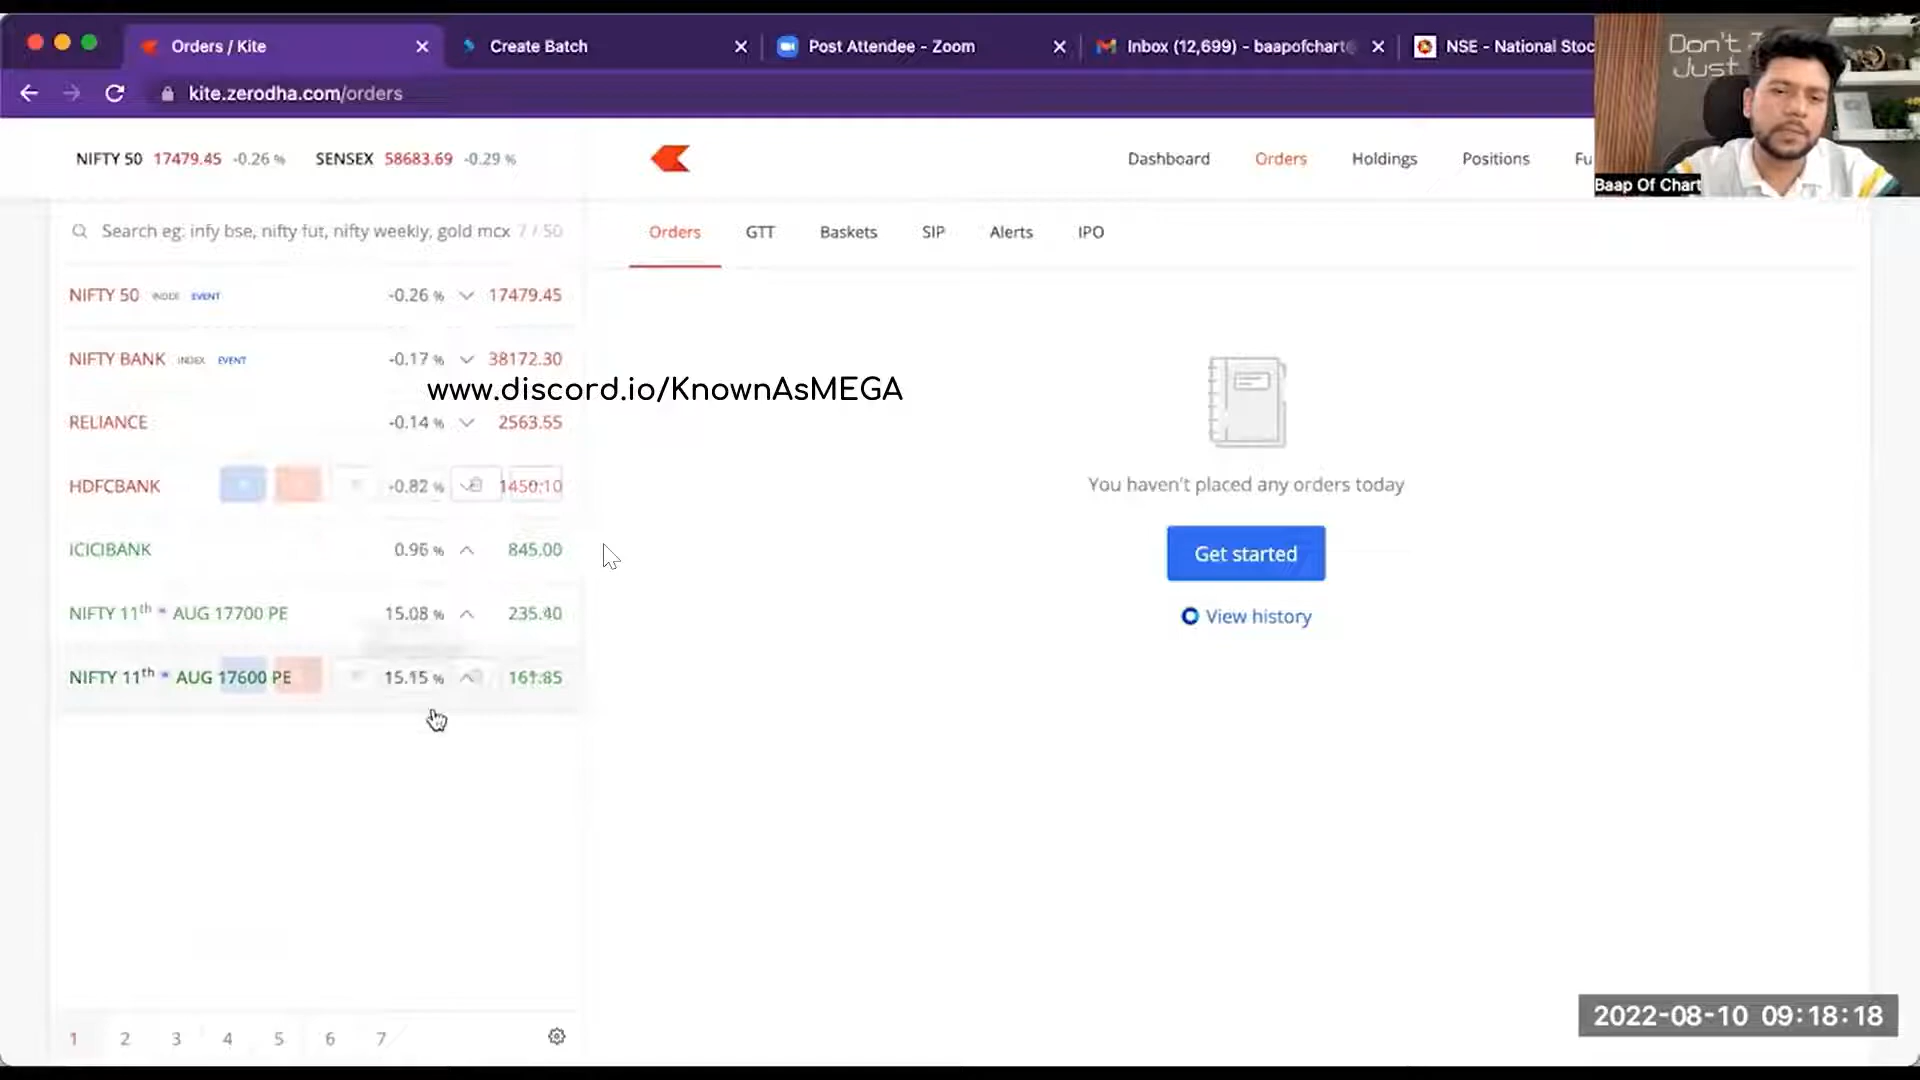 Orders / Kite
Create Batch
Post Attendee - Zoom
Inbox (12,699) - baapofchart@
NSE - National Stoc
kite.zerodha.com/orders
Don't
Just
Baap Of Chart
NIFTY 50 17479.45 -0.26 %
SENSEX 58683.69 -0.29 %
Dashboard
Orders
Holdings
Positions
Fu
Search eg: infy bse, nifty fut, nifty weekly, gold mcx 7 / 50
Orders
GTT
Baskets
SIP
Alerts
IPO
NIFTY 50 INDEX EVENT -0.26 % 17479.45
NIFTY BANK INDEX EVENT -0.17 % 38172.30
www.discord.io/KnownAsMEGA
RELIANCE -0.14 % 2563.55
HDFCBANK -0.82 % 1450.10
ICICIBANK 0.96 % 845.00
NIFTY 11th AUG 17700 PE 15.08 % 235.40
NIFTY 11th AUG 17600 PE 15.15 % 161.85
You haven't placed any orders today
Get started
View history
1 2 3 4 5 6 7
2022-08-10 09:18:18